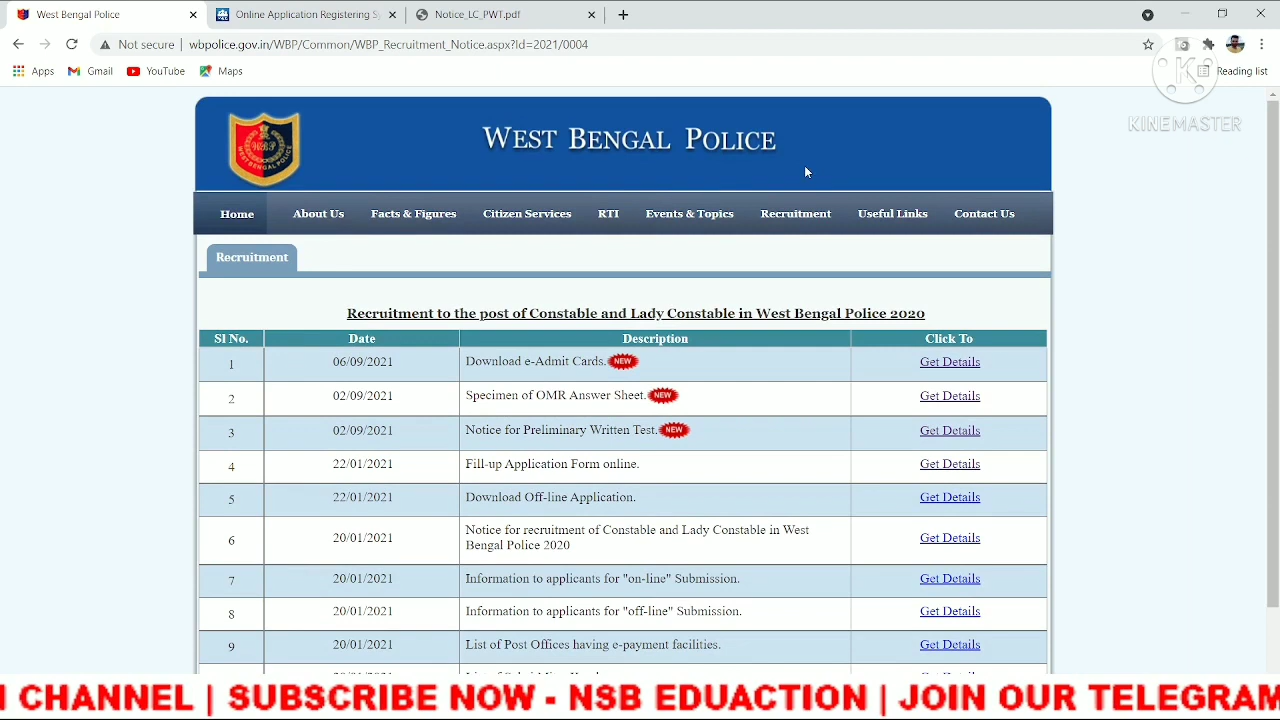 West Bengal Police
Online Application Registering S
Notice_LC_PWT.pdf
Not secure | wbpolice.gov.in/WBP/Common/WBP_Recruitment_Notice.aspx?Id=2021/0004
Apps Gmail YouTube Maps Reading list
K
KINEMASTER
WBP
WEST BENGAL POLICE
WEST BENGAL POLICE
Home About Us Facts & Figures Citizen Services RTI Events & Topics Recruitment Useful Links Contact Us
Recruitment
Recruitment to the post of Constable and Lady Constable in West Bengal Police 2020
Sl No. Date Description Click To
1 06/09/2021 Download e-Admit Cards. NEW Get Details
2 02/09/2021 Specimen of OMR Answer Sheet. NEW Get Details
3 02/09/2021 Notice for Preliminary Written Test. NEW Get Details
4 22/01/2021 Fill-up Application Form online. Get Details
5 22/01/2021 Download Off-line Application. Get Details
6 20/01/2021 Notice for recruitment of Constable and Lady Constable in West
Bengal Police 2020 Get Details
7 20/01/2021 Information to applicants for "on-line" Submission. Get Details
8 20/01/2021 Information to applicants for "off-line" Submission. Get Details
9 20/01/2021 List of Post Offices having e-payment facilities. Get Details
CHANNEL | SUBSCRIBE NOW - NSB EDUACTION | JOIN OUR TELEGRAM